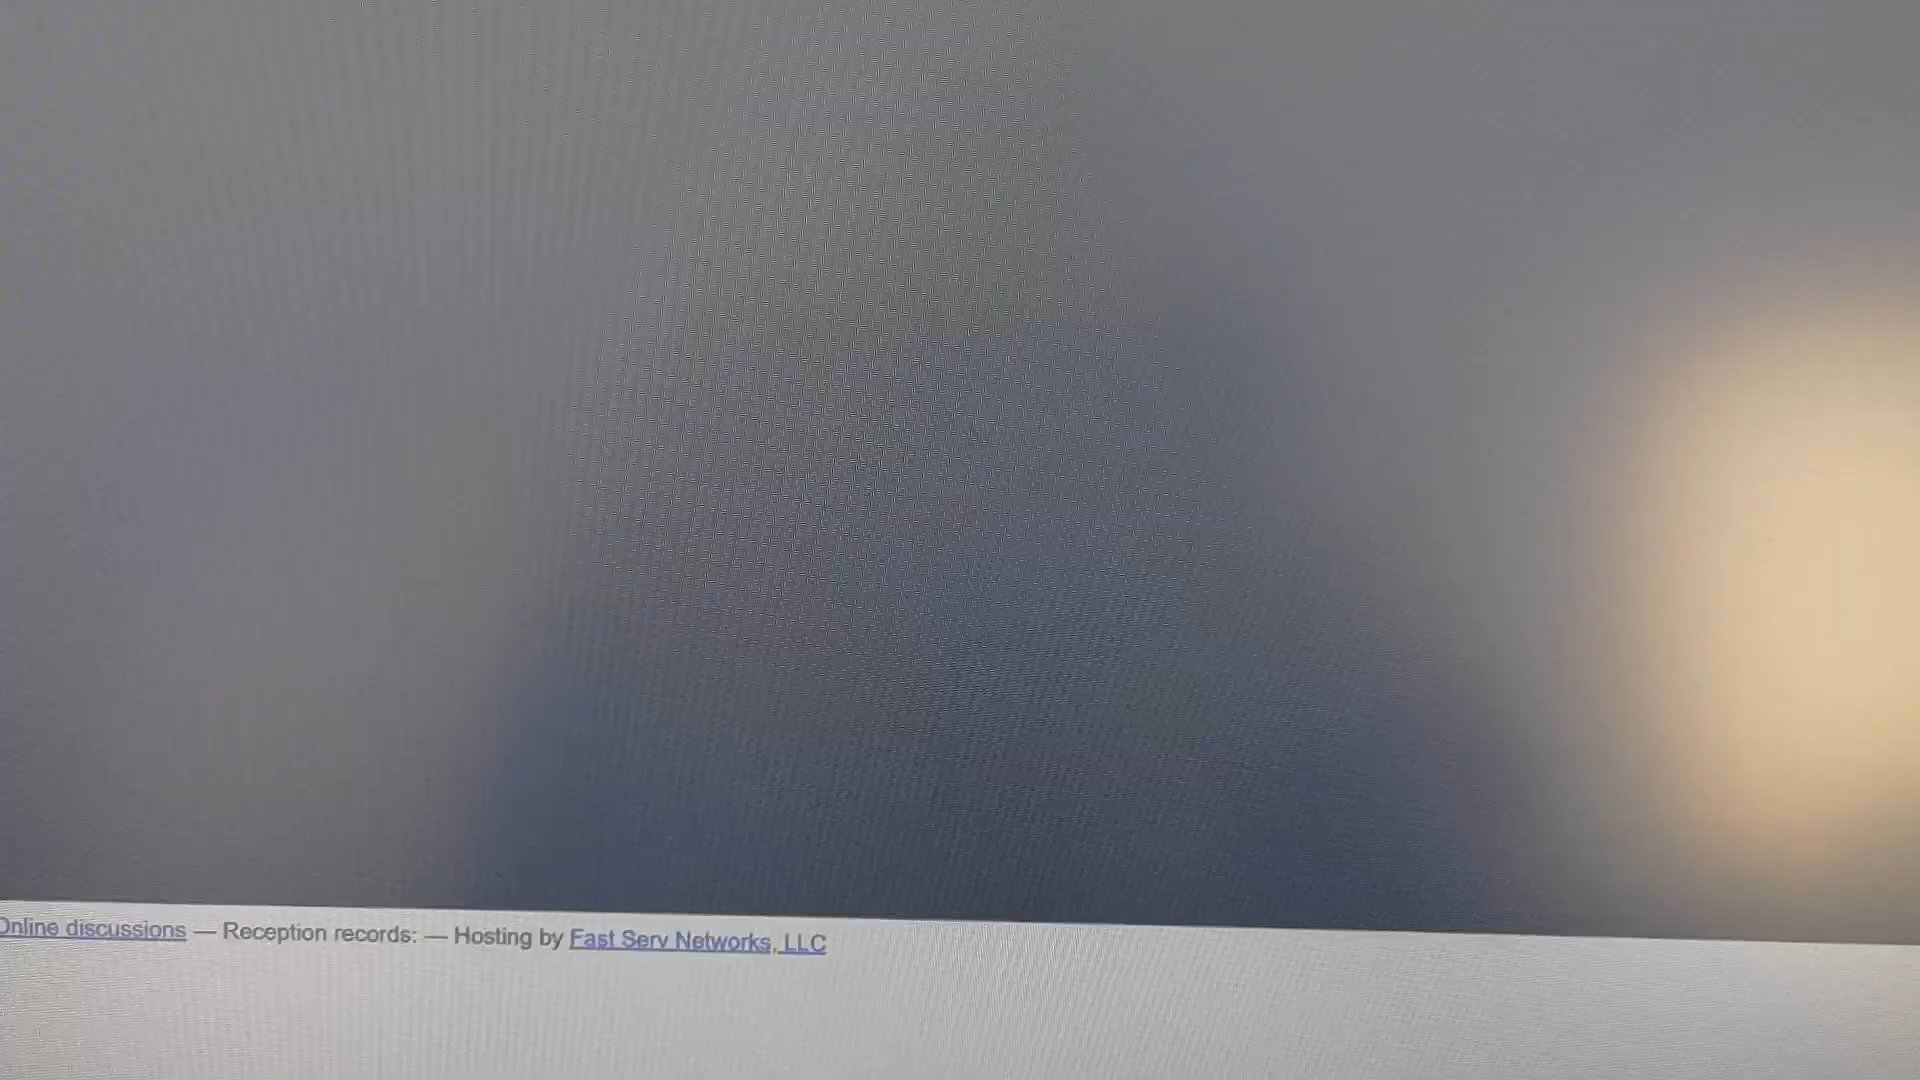 Online discussions — Reception records: — Hosting by Fast Serv Networks, LLC